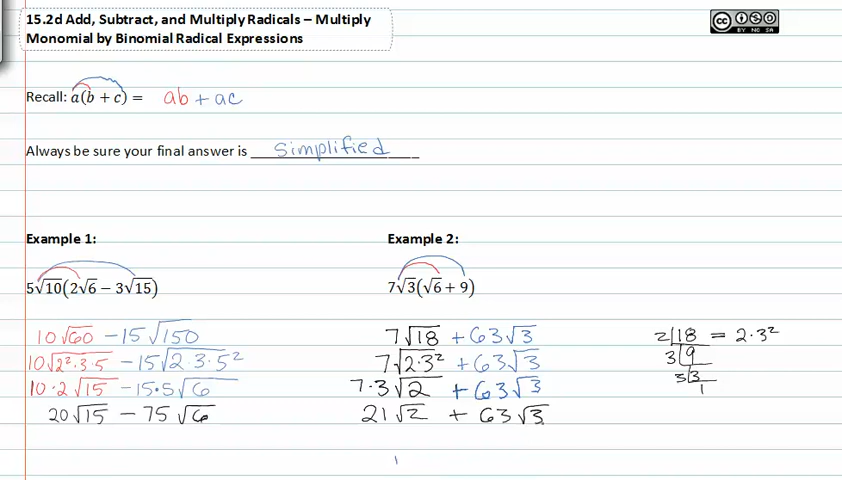 15.2d Add, Subtract, and Multiply Radicals – Multiply
Monomial by Binomial Radical Expressions
cc BY NC SA
Recall: a(b + c) = ab + ac
Always be sure your final answer is simplified
Example 1:
5√10(2√6 − 3√15)
10√60 − 15√150
10√2²·3·5 − 15√2·3·5²
10·2√15 − 15·5√6
20√15 − 75√6
Example 2:
7√3(√6 + 9)
7√18 + 63√3
7√2·3² + 63√3
7·3√2 + 63√3
21√2 + 63√3
2|18 = 2·3²
3|9
3|3
1